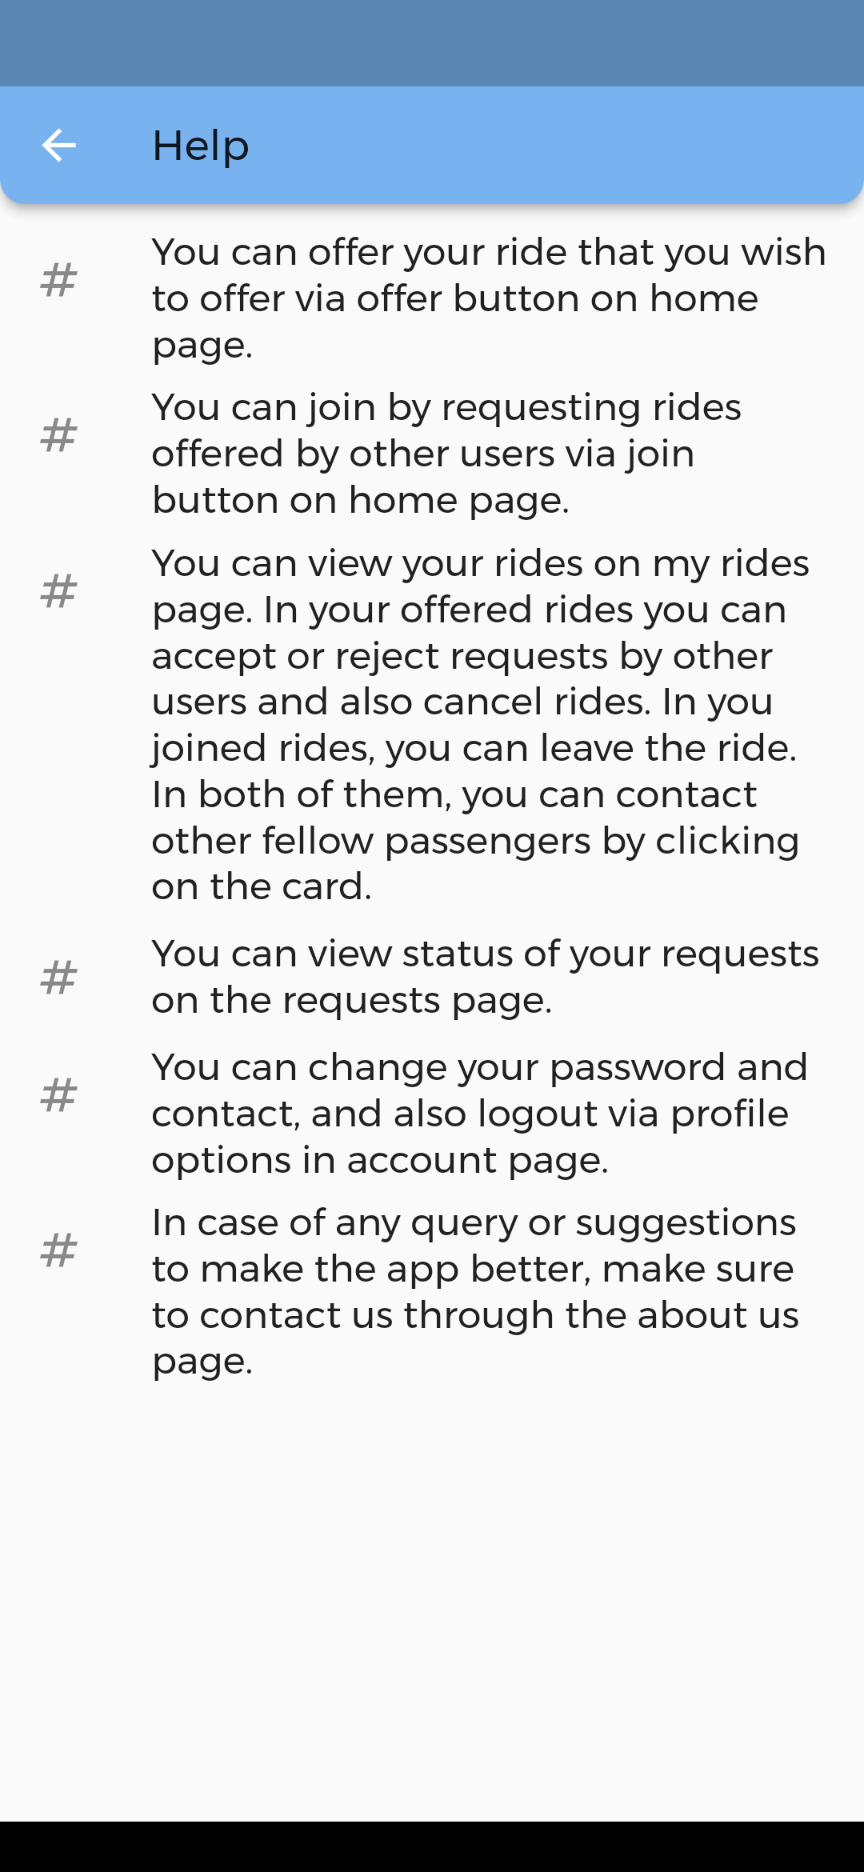 Help
# You can offer your ride that you wish
to offer via offer button on home
page.
# You can join by requesting rides
offered by other users via join
button on home page.
# You can view your rides on my rides
page. In your offered rides you can
accept or reject requests by other
users and also cancel rides. In you
joined rides, you can leave the ride.
In both of them, you can contact
other fellow passengers by clicking
on the card.
# You can view status of your requests
on the requests page.
# You can change your password and
contact, and also logout via profile
options in account page.
# In case of any query or suggestions
to make the app better, make sure
to contact us through the about us
page.